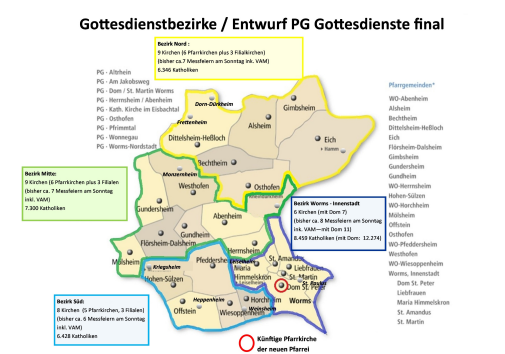 Gottesdienstbezirke / Entwurf PG Gottesdienste final
Bezirk Nord :
9 Kirchen (6 Pfarrkirchen plus 3 Filialkirchen)
(bisher ca.7 Messfeiern am Sonntag ink. VAM)
6.346 Katholiken
PG - Altrhein
PG - Am Jakobsweg
PG - Dom / St. Martin Worms
PG - Herrnsheim / Abenheim
PG - Kath. Kirche im Eisbachtal
PG - Osthofen
PG - Pfrimmtal
PG - Wonnegau
PG - Worms-Nordstadt
Pfarrgemeinden*
WO-Abenheim
Alsheim
Bechtheim
Dittelsheim-Heßloch
Eich
Flörsheim-Dalsheim
Gimbsheim
Gundersheim
Gundheim
WO-Herrnsheim
Hohen-Sülzen
WO-Horchheim
Mölsheim
Offstein
Osthofen
WO-Pfeddersheim
Westhofen
WO-Wiesoppenheim
Worms, Innenstadt
Dom St. Peter
Liebfrauen
Maria Himmelskron
St. Amandus
St. Martin
Dorn-Dürkheim
Gimbsheim
Frettenheim
Alsheim
Dittelsheim-Heßloch
Eich
Hamm
Bechtheim
Monzernheim
Westhofen
Osthofen
Bezirk Mitte:
9 Kirchen (6 Pfarrkirchen plus 3 Filialen
(bisher ca. 7 Messfeiern am Sonntag
inkl. VAM)
7.300 Katholiken
Gundersheim
Abenheim
Gundheim
Flörsheim-Dalsheim
Herrnsheim
Mölsheim
Bezirk Worms - Innenstadt
6 Kirchen (mit Dom 7)
(bisher ca. 8 Messfeiern am Sonntag
inkl. VAM—mit Dom 11)
8.459 Katholiken (mit Dom: 12.274)
Kriegsheim
Pfeddersheim
Leiselheim
Maria
Himmelskron
St. Amandus
Liebfrauen
St. Martin
St. Paulus
Dom St. Peter
Hohen-Sülzen
Heppenheim
Horchheim
Worms
Weinsheim
Offstein
Wiesoppenheim
Bezirk Süd:
8 Kirchen (5 Pfarrkirchen, 3 Filialen)
(bisher ca. 6 Messfeiern am Sonntag
inkl. VAM)
6.428 Katholiken
Künftige Pfarrkirche
der neuen Pfarrei